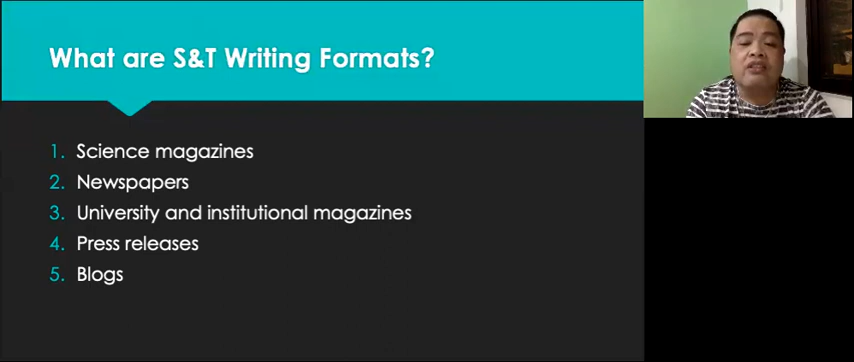 What are S&T Writing Formats?
1. Science magazines
2. Newspapers
3. University and institutional magazines
4. Press releases
5. Blogs